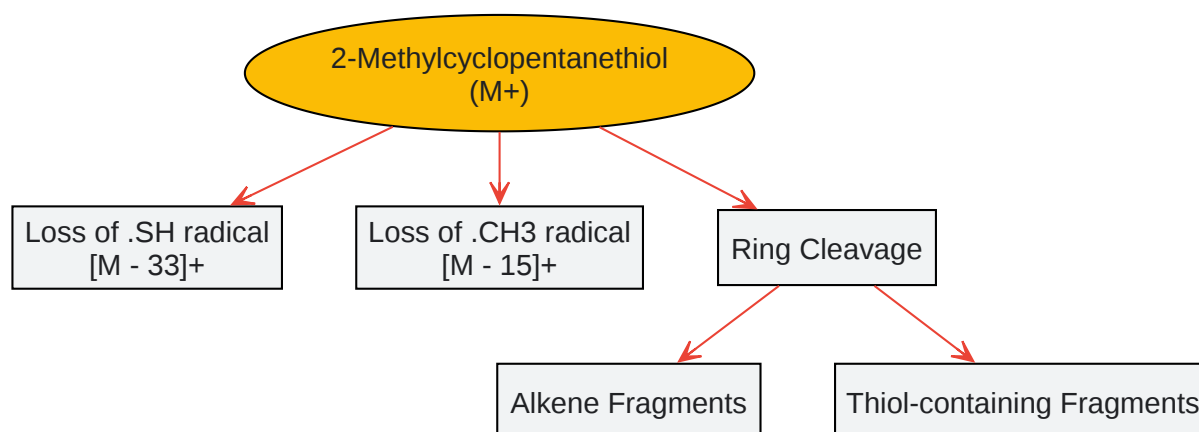 2-Methylcyclopentanethiol
(M+)
Loss of .SH radical
[M - 33]+
Loss of .CH3 radical
[M - 15]+
Ring Cleavage
Alkene Fragments
Thiol-containing Fragments